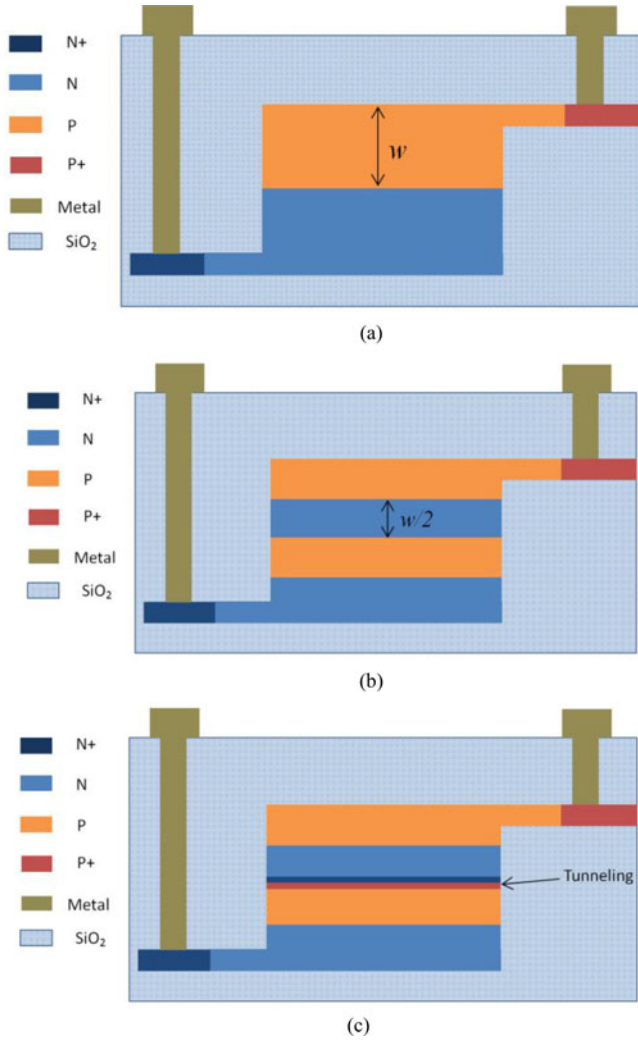 N+
N
P
P+
Metal
SiO₂
w
(a)
N+
N
P
P+
Metal
SiO₂
w/2
(b)
N+
N
P
P+
Metal
SiO₂
Tunneling
(c)